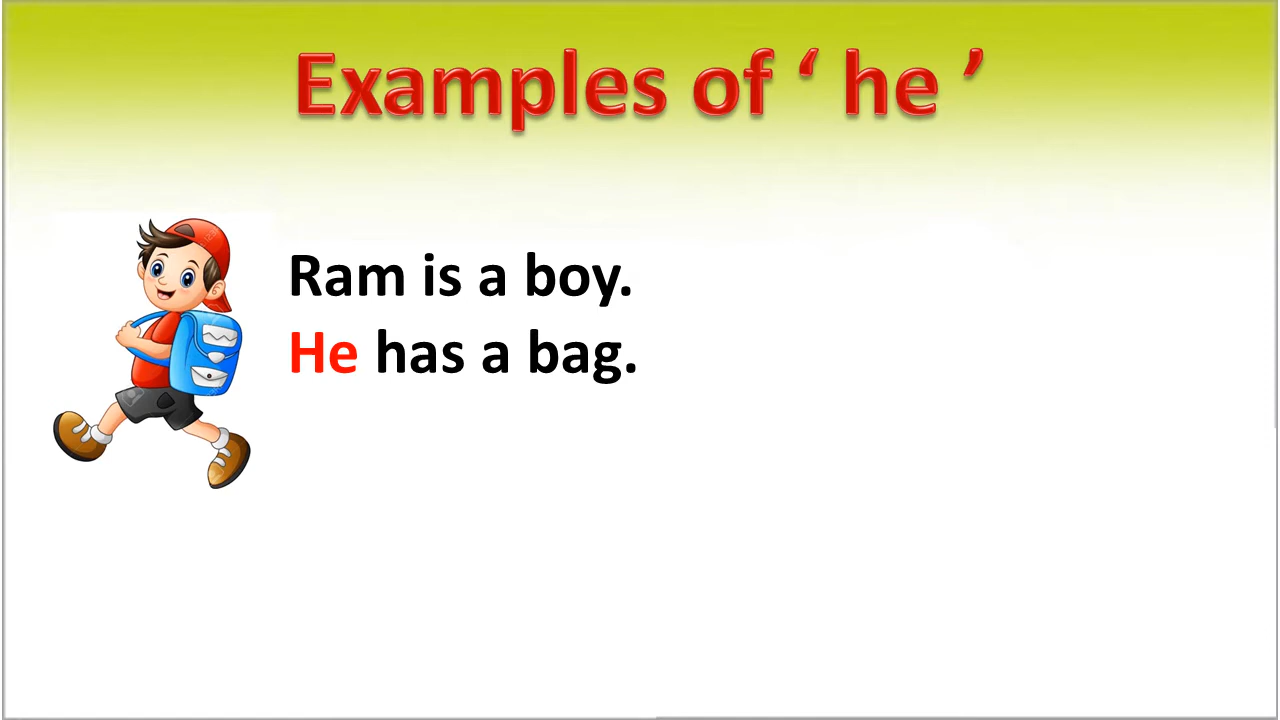 Examples of ‘ he ’
Ram is a boy.
He has a bag.